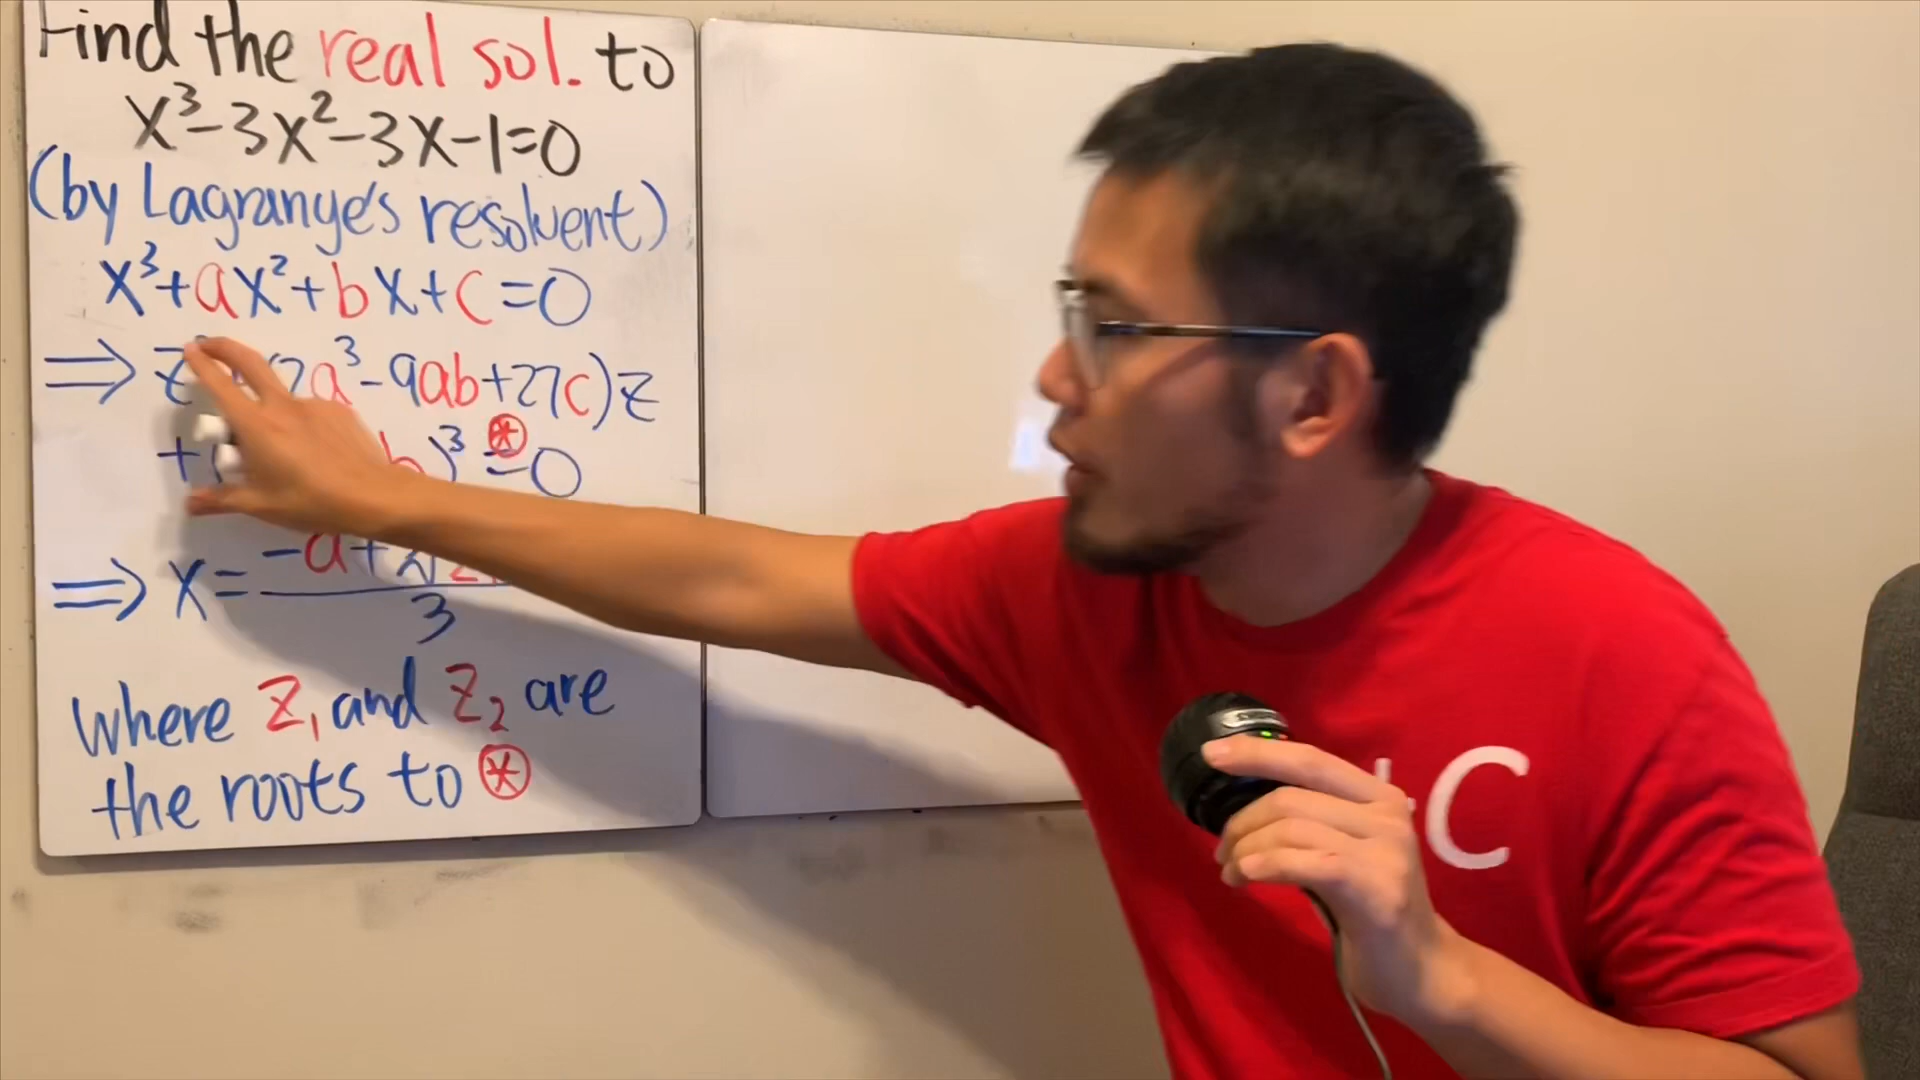 Find the real sol. to
x³-3x²-3x-1=0
(by Lagrange's resolvent)
x³+ax²+bx+c=0
⇒ z 2a³-9ab+27c)z
+ b)³ ⊛=0
⇒ x= -a+ / 3
where z₁ and z₂ are
the roots to ⊛
+C